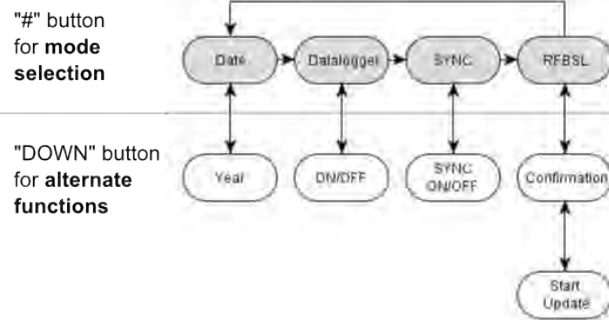 "#" button
for mode
selection
Date
Datalogger
SYNC
RFBSL
"DOWN" button
for alternate
functions
Year
ON/OFF
SYNC
ON/OFF
Confirmation
Start
Update